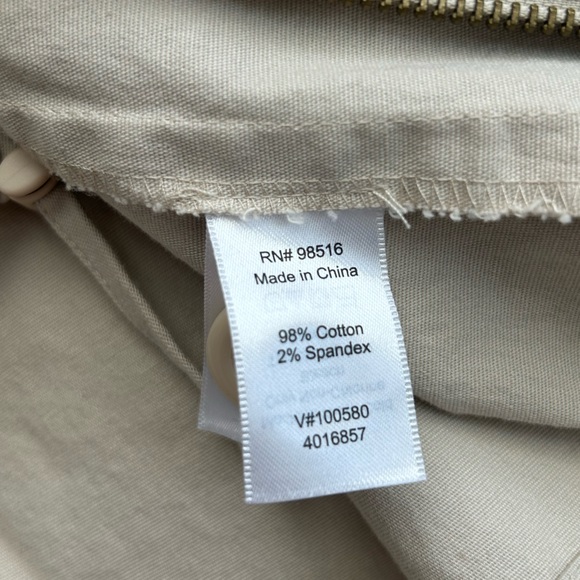 RN# 98516
Made in China
98% Cotton
2% Spandex
V#100580
4016857